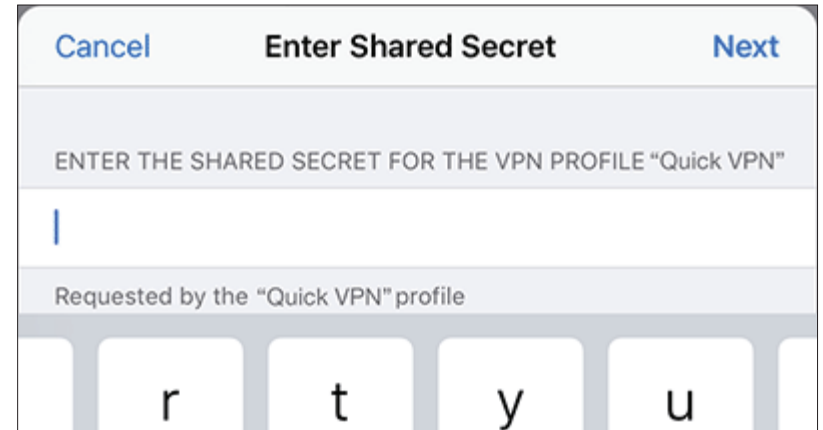 Cancel Enter Shared Secret Next
ENTER THE SHARED SECRET FOR THE VPN PROFILE “Quick VPN”
Requested by the “Quick VPN” profile
r t y u